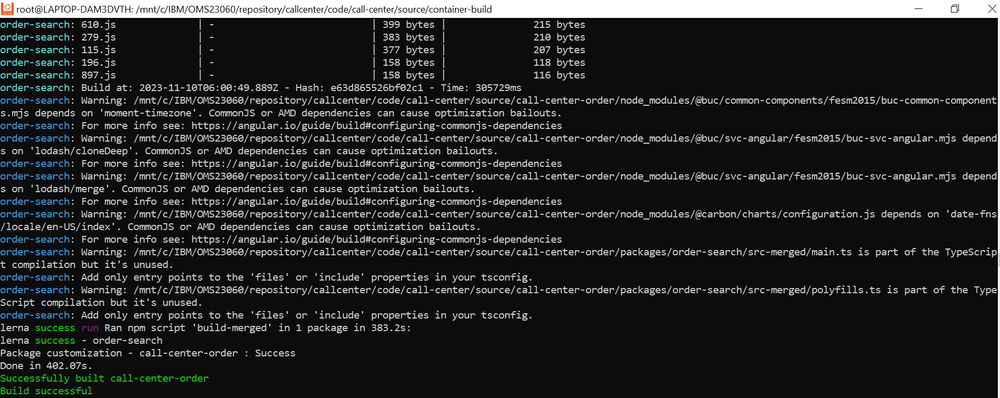 root@LAPTOP-DAM3DVTH: /mnt/c/IBM/OMS23060/repository/callcenter/code/call-center/source/container-build
order-search: 610.js | - | 399 bytes | 215 bytes
order-search: 279.js | - | 383 bytes | 210 bytes
order-search: 115.js | - | 377 bytes | 207 bytes
order-search: 196.js | - | 158 bytes | 118 bytes
order-search: 897.js | - | 158 bytes | 116 bytes
order-search: Build at: 2023-11-10T06:00:49.889Z - Hash: e63d865526bf02c1 - Time: 305729ms
order-search: Warning: /mnt/c/IBM/OMS23060/repository/callcenter/code/call-center/source/call-center-order/node_modules/@buc/common-components/fesm2015/buc-common-component
s.mjs depends on 'moment-timezone'. CommonJS or AMD dependencies can cause optimization bailouts.
order-search: For more info see: https://angular.io/guide/build#configuring-commonjs-dependencies
order-search: Warning: /mnt/c/IBM/OMS23060/repository/callcenter/code/call-center/source/call-center-order/node_modules/@buc/svc-angular/fesm2015/buc-svc-angular.mjs depend
s on 'lodash/cloneDeep'. CommonJS or AMD dependencies can cause optimization bailouts.
order-search: For more info see: https://angular.io/guide/build#configuring-commonjs-dependencies
order-search: Warning: /mnt/c/IBM/OMS23060/repository/callcenter/code/call-center/source/call-center-order/node_modules/@buc/svc-angular/fesm2015/buc-svc-angular.mjs depend
s on 'lodash/merge'. CommonJS or AMD dependencies can cause optimization bailouts.
order-search: For more info see: https://angular.io/guide/build#configuring-commonjs-dependencies
order-search: Warning: /mnt/c/IBM/OMS23060/repository/callcenter/code/call-center/source/call-center-order/node_modules/@carbon/charts/configuration.js depends on 'date-fns
/locale/en-US/index'. CommonJS or AMD dependencies can cause optimization bailouts.
order-search: For more info see: https://angular.io/guide/build#configuring-commonjs-dependencies
order-search: Warning: /mnt/c/IBM/OMS23060/repository/callcenter/code/call-center/source/call-center-order/packages/order-search/src-merged/main.ts is part of the TypeScrip
t compilation but it's unused.
order-search: Add only entry points to the 'files' or 'include' properties in your tsconfig.
order-search: Warning: /mnt/c/IBM/OMS23060/repository/callcenter/code/call-center/source/call-center-order/packages/order-search/src-merged/polyfills.ts is part of the Type
Script compilation but it's unused.
order-search: Add only entry points to the 'files' or 'include' properties in your tsconfig.
lerna success run Ran npm script 'build-merged' in 1 package in 383.2s:
lerna success - order-search
Package customization - call-center-order : Success
Done in 402.07s.
Successfully built call-center-order
Build successful